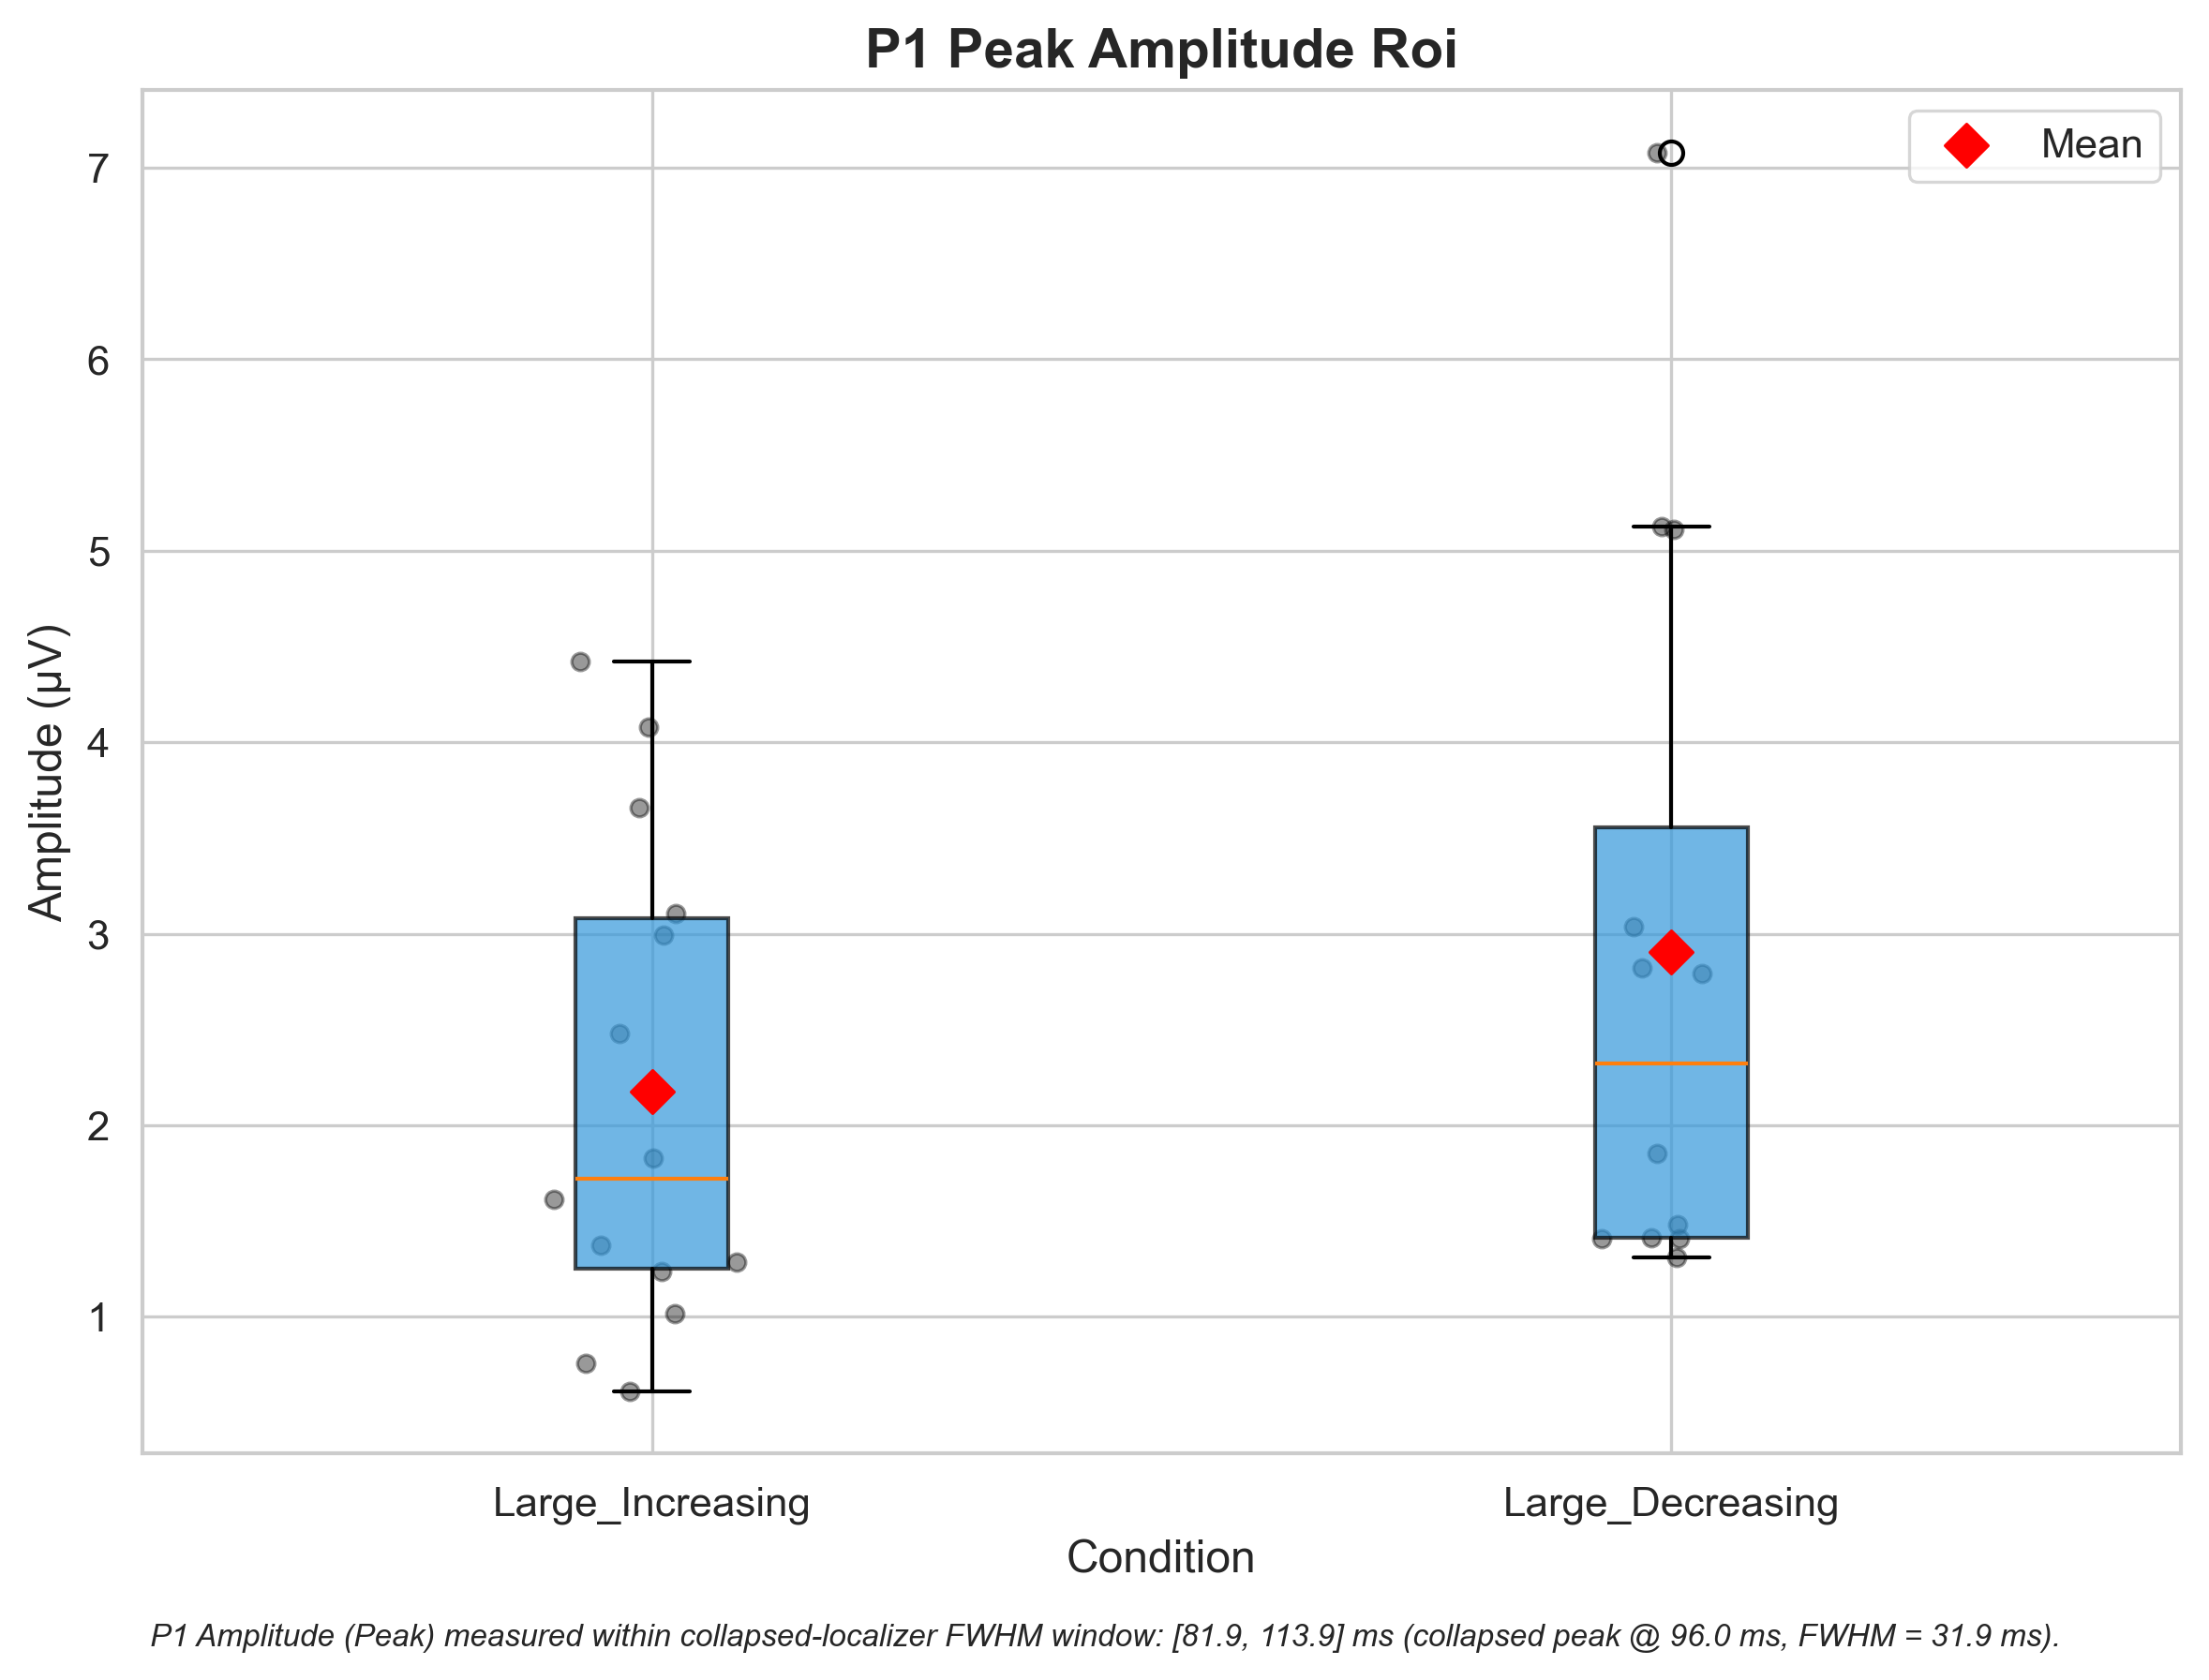 P1 Peak Amplitude Roi
Mean
7
6
5
4
3
2
1
Amplitude (µV)
Large_Increasing
Large_Decreasing
Condition
P1 Amplitude (Peak) measured within collapsed-localizer FWHM window: [81.9, 113.9] ms (collapsed peak @ 96.0 ms, FWHM = 31.9 ms).